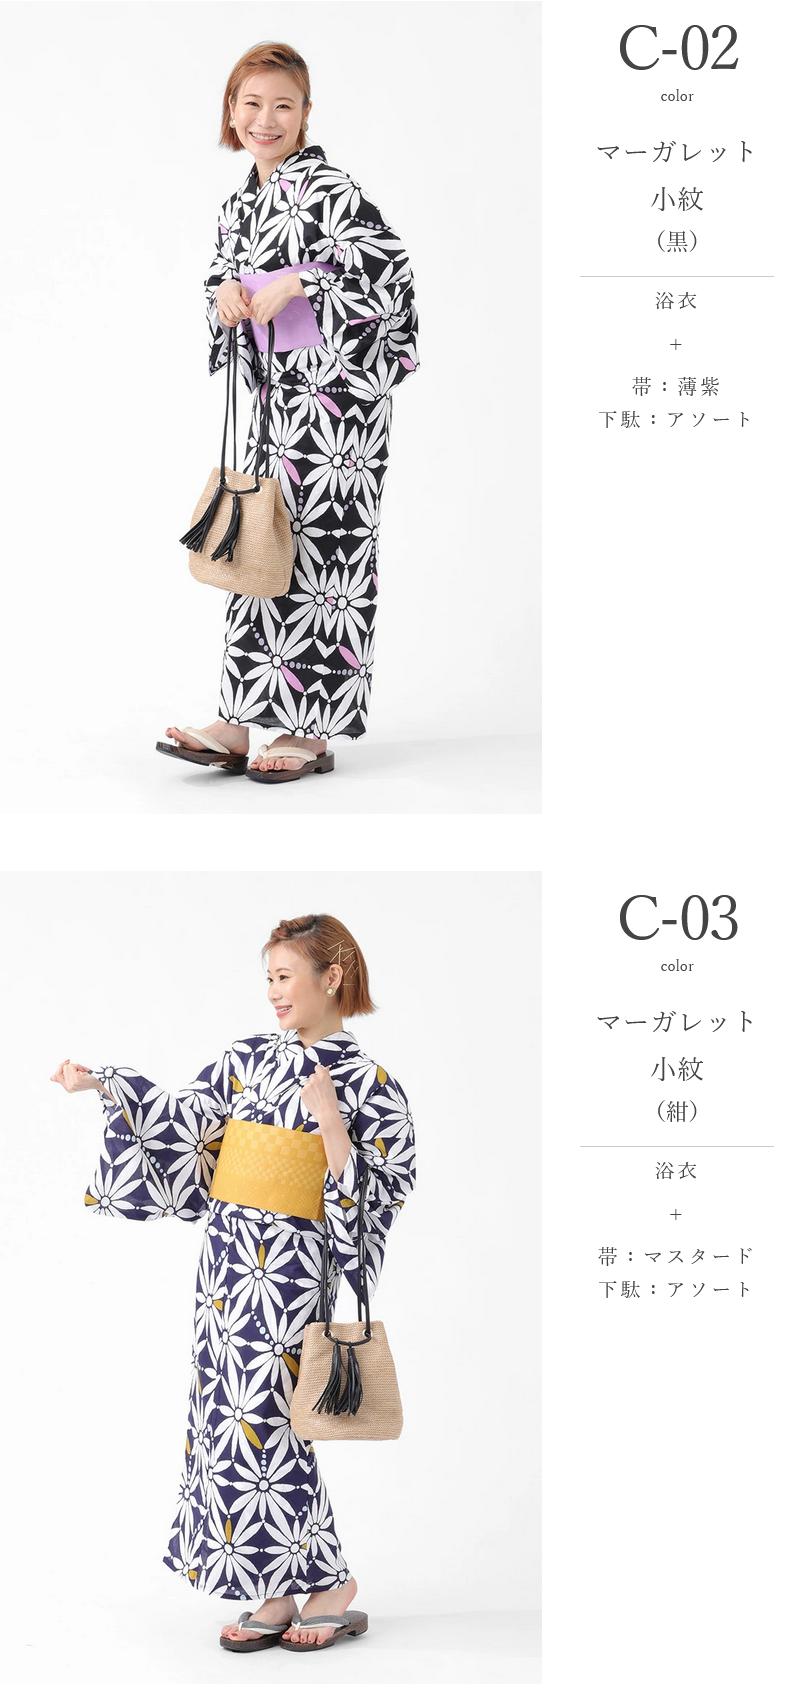 C-02
color
マーガレット
小紋
（黒）
浴衣
+
帯：薄紫
下駄：アソート
C-03
color
マーガレット
小紋
（紺）
浴衣
+
帯：マスタード
下駄：アソート